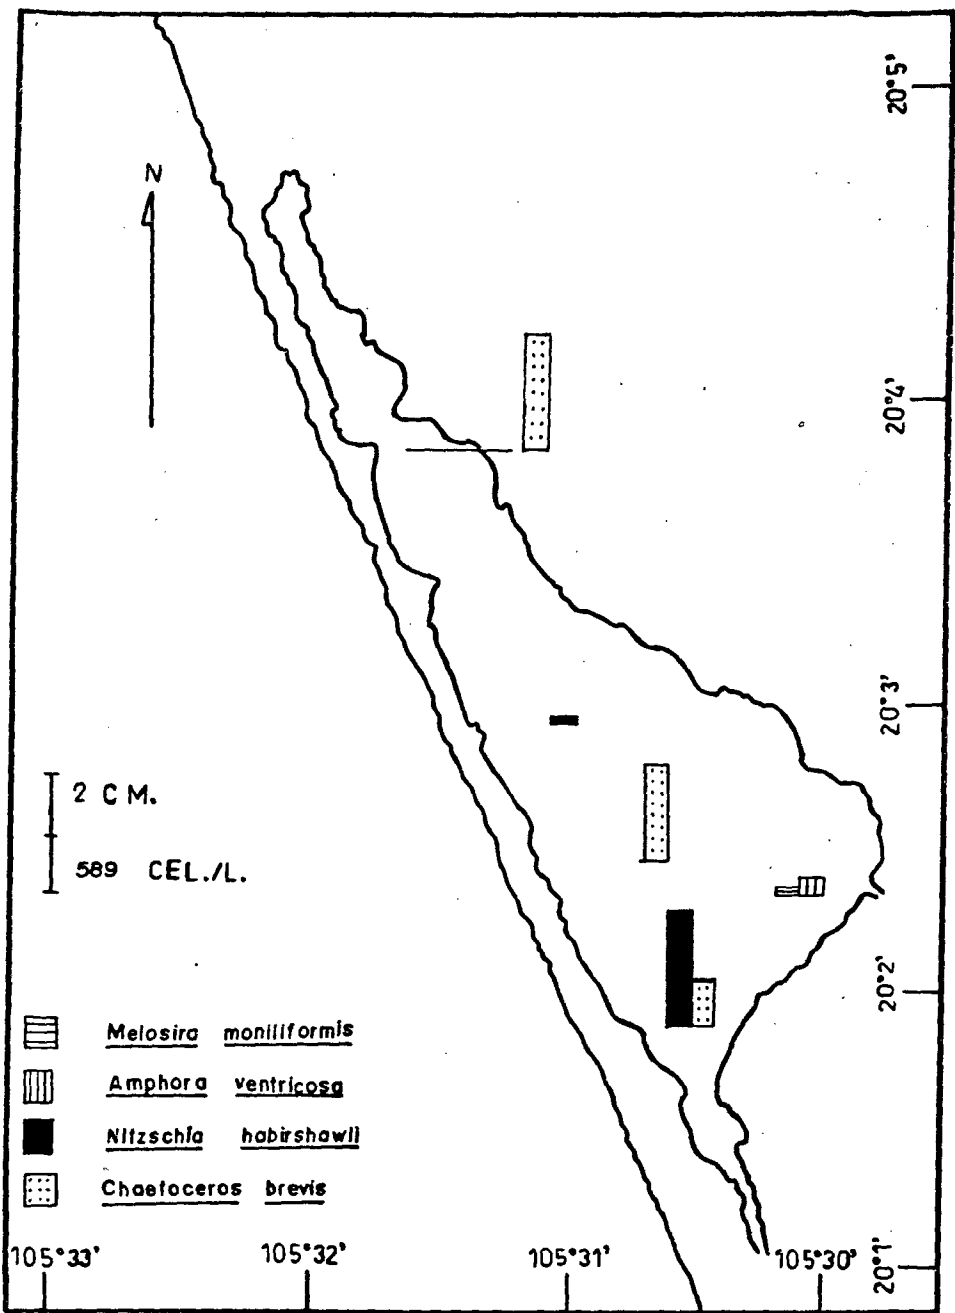 N
20°5'
20°4'
20°3'
2 CM.
589 CEL./L.
20°2'
Melosira moniliformis
Amphora ventricosa
Nitzschia habirshawii
Chaetoceros brevis
105°33' 105°32' 105°31' 105°30'
20°1'